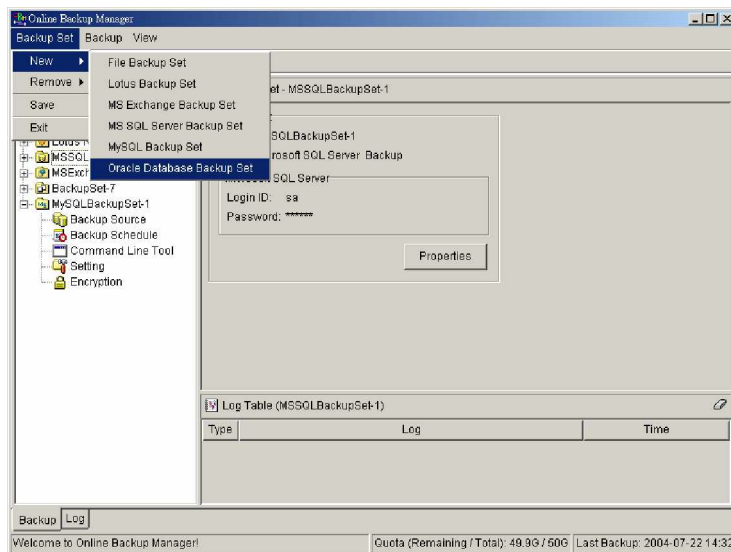 Online Backup Manager
Backup Set Backup View
New
Remove
Save
Exit
File Backup Set
Lotus Backup Set
MS Exchange Backup Set
MS SQL Server Backup Set
MySQL Backup Set
Oracle Database Backup Set
et - MSSQLBackupSet-1
SQLBackupSet-1
rosoft SQL Server Backup
Microsoft SQL Server
Login ID: sa
Password: ******
Properties
MSSQL
MSExch
BackupSet-7
MySQLBackupSet-1
Backup Source
Backup Schedule
Command Line Tool
Setting
Encryption
Log Table (MSSQLBackupSet-1)
Type Log Time
Backup Log
Welcome to Online Backup Manager!
Quota (Remaining / Total): 49.9G / 50G
Last Backup: 2004-07-22 14:32